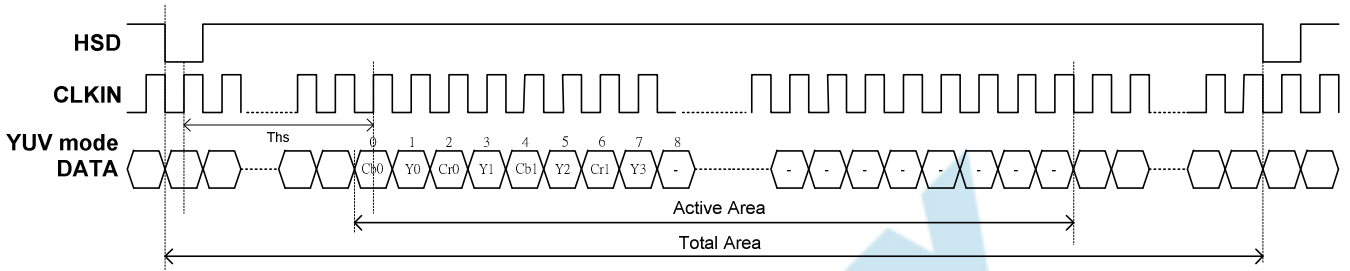 HSD
CLKIN
Ths
YUV mode
DATA
0 1 2 3 4 5 6 7 8
Cb0 Y0 Cr0 Y1 Cb1 Y2 Cr1 Y3 - - - - - - - - -
Active Area
Total Area